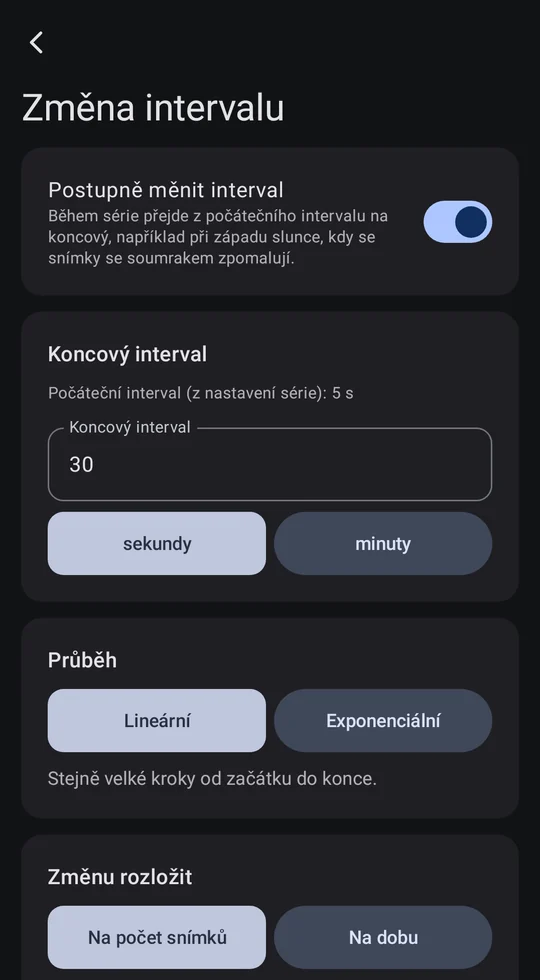 Změna intervalu
Postupně měnit interval
Během série přejde z počátečního intervalu na
koncový, například při západu slunce, kdy se
snímky se soumrakem zpomalují.
Koncový interval
Počáteční interval (z nastavení série): 5 s
Koncový interval
30
sekundy
minuty
Průběh
Lineární
Exponenciální
Stejně velké kroky od začátku do konce.
Změnu rozložit
Na počet snímků
Na dobu